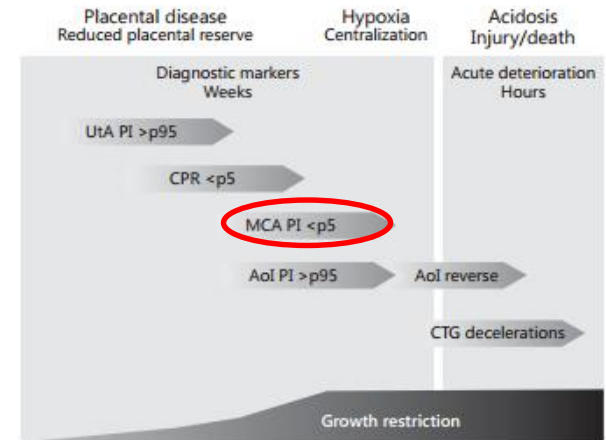 Placental disease
Reduced placental reserve
Hypoxia
Centralization
Acidosis
Injury/death
Diagnostic markers
Weeks
Acute deterioration
Hours
UtA PI >p95
CPR <p5
MCA PI <p5
AoI PI >p95
AoI reverse
CTG decelerations
Growth restriction